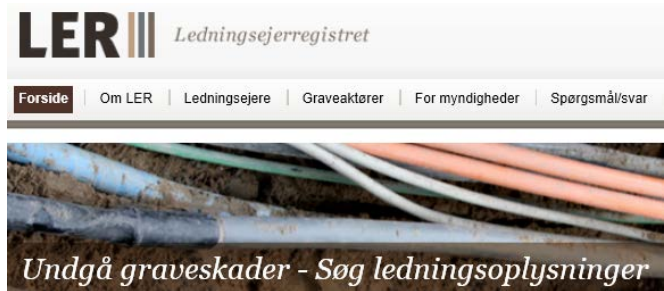 LER Ledningsejerregistret
Forside Om LER Ledningsejere Graveaktører For myndigheder Spørgsmål/svar
Undgå graveskader - Søg ledningsoplysninger